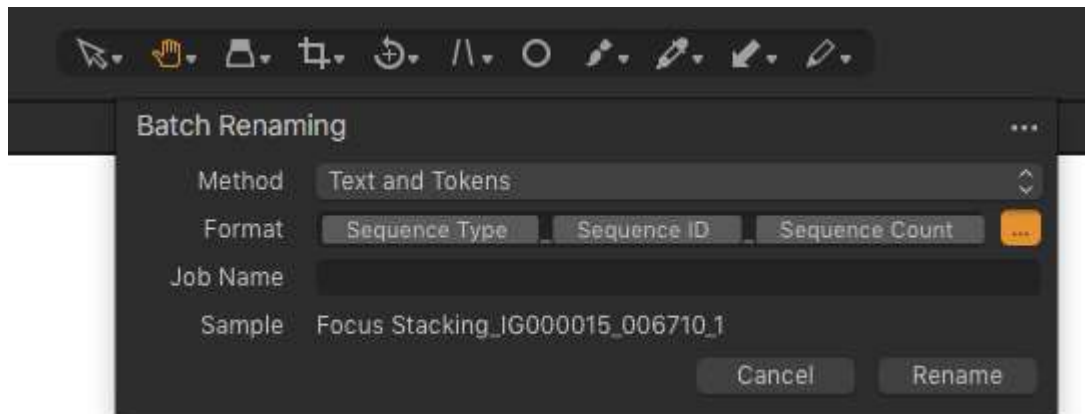 Batch Renaming
Method Text and Tokens
Format Sequence Type _ Sequence ID _ Sequence Count ...
Job Name
Sample Focus Stacking_IG000015_006710_1
Cancel Rename